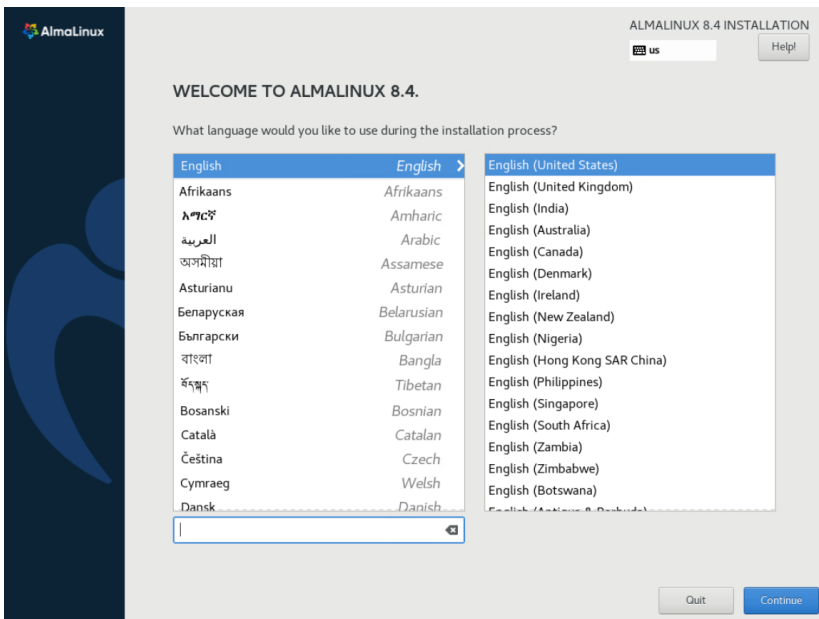 AlmaLinux
ALMALINUX 8.4 INSTALLATION
us
Help!
WELCOME TO ALMALINUX 8.4.
What language would you like to use during the installation process?
English English
Afrikaans Afrikaans
አማርኛ Amharic
العربية Arabic
অসমীয়া Assamese
Asturianu Asturian
Беларуская Belarusian
Български Bulgarian
বাংলা Bangla
བོད་སྐད་ Tibetan
Bosanski Bosnian
Català Catalan
Čeština Czech
Cymraeg Welsh
Dansk Danish
English (United States)
English (United Kingdom)
English (India)
English (Australia)
English (Canada)
English (Denmark)
English (Ireland)
English (New Zealand)
English (Nigeria)
English (Hong Kong SAR China)
English (Philippines)
English (Singapore)
English (South Africa)
English (Zambia)
English (Zimbabwe)
English (Botswana)
English (Antigua & Barbuda)
Quit
Continue